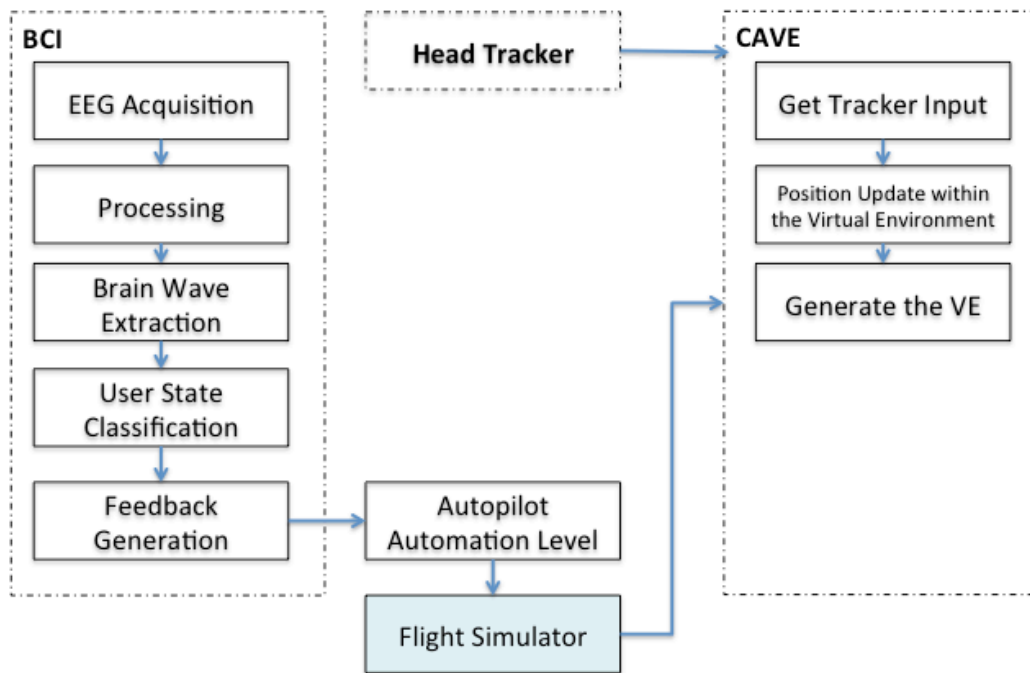 BCI
EEG Acquisition
Processing
Brain Wave
Extraction
User State
Classification
Feedback
Generation
Head Tracker
Autopilot
Automation Level
Flight Simulator
CAVE
Get Tracker Input
Position Update within
the Virtual Environment
Generate the VE